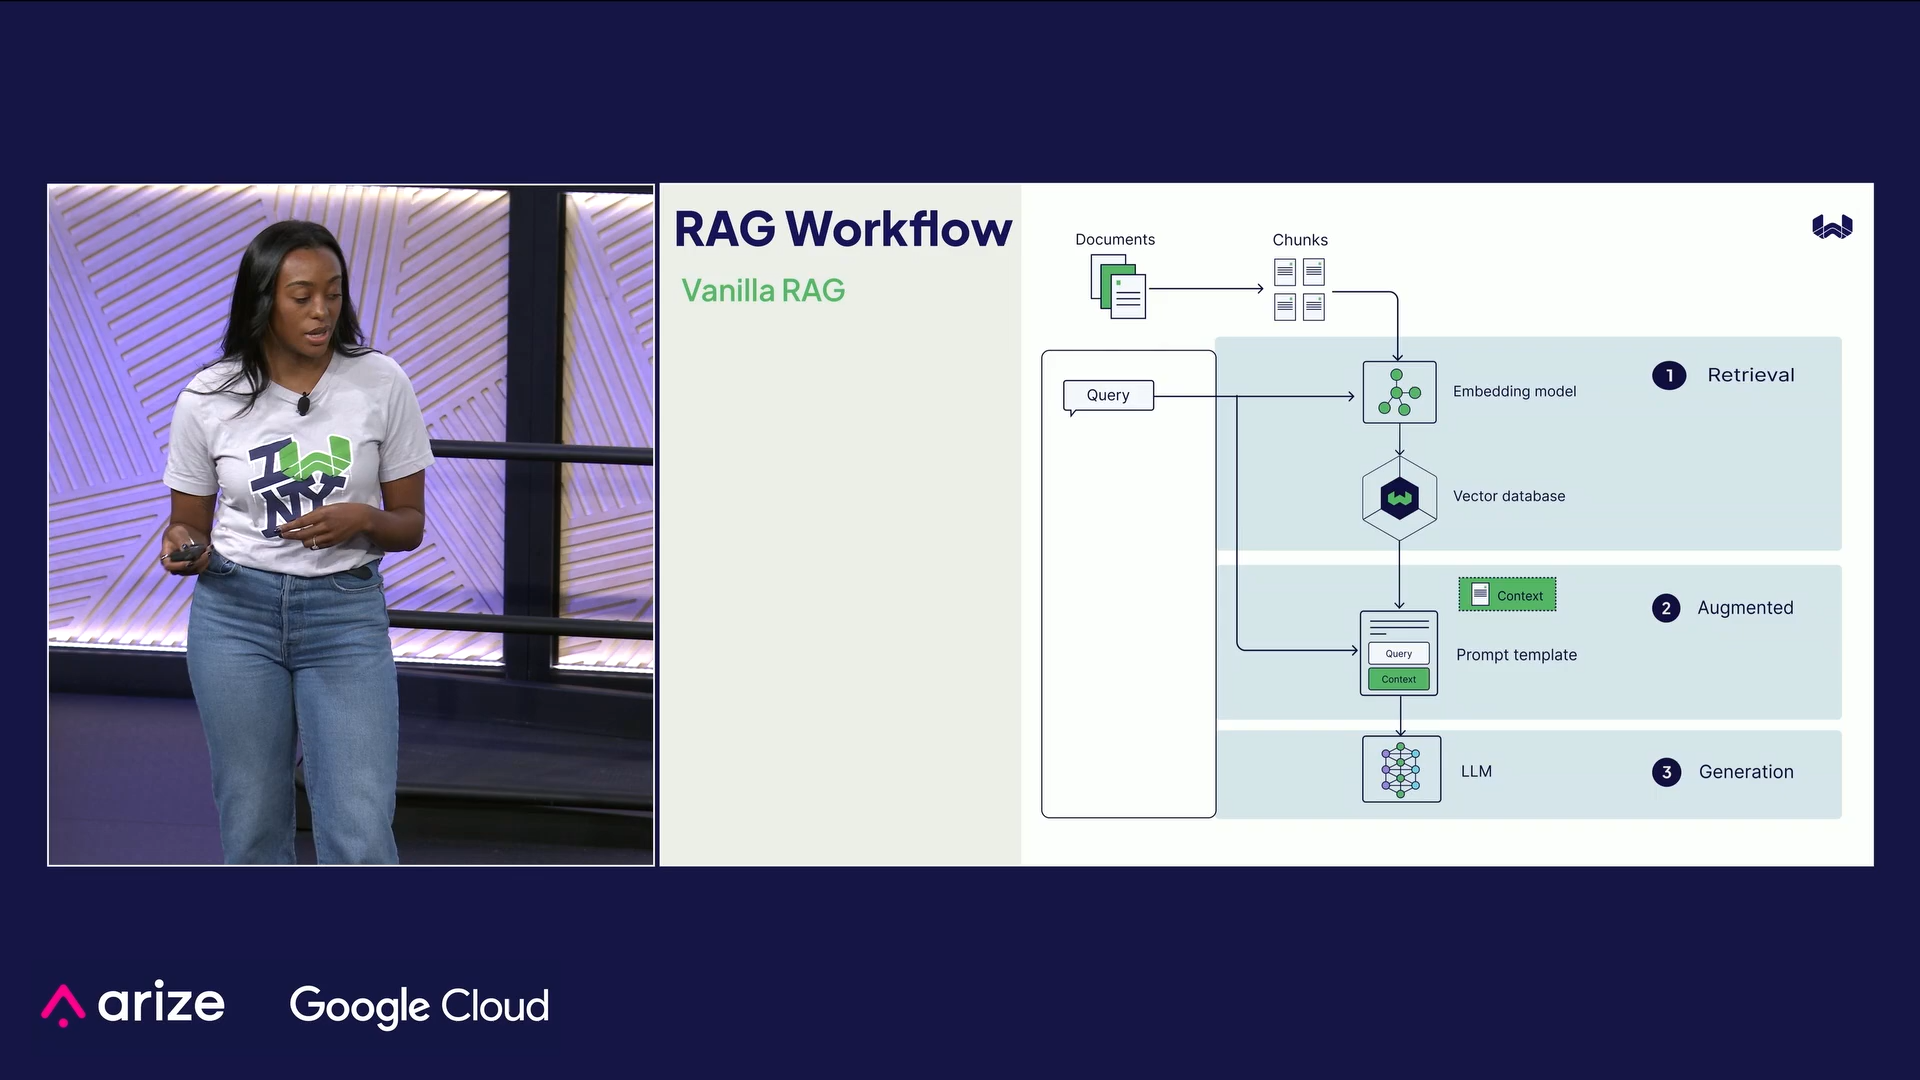 I
NY
RAG Workflow
Vanilla RAG
Documents
Chunks
Query
Embedding model
1 Retrieval
Vector database
Context
2 Augmented
Query
Prompt template
Context
LLM
3 Generation
arize
Google Cloud